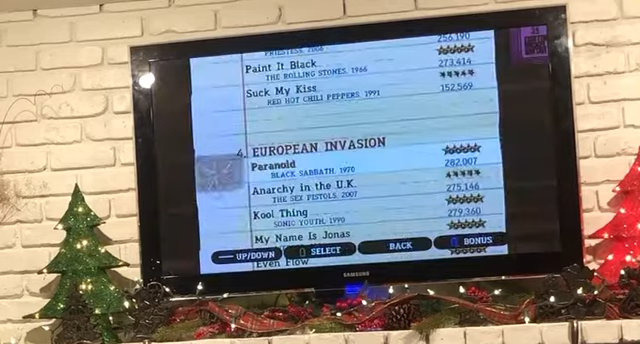 256,190
PRIESTESS, 2006
Paint It Black
273,414
THE ROLLING STONES, 1966
Suck My Kiss
152,569
RED HOT CHILI PEPPERS, 1991
4. EUROPEAN INVASION
Paranoid
282,007
BLACK SABBATH, 1970
Anarchy in the U.K.
275,146
THE SEX PISTOLS, 2007
Kool Thing
279,360
SONIC YOUTH, 1990
My Name Is Jonas
UP/DOWN
SELECT
BACK
BONUS
Even Flow
SAMSUNG